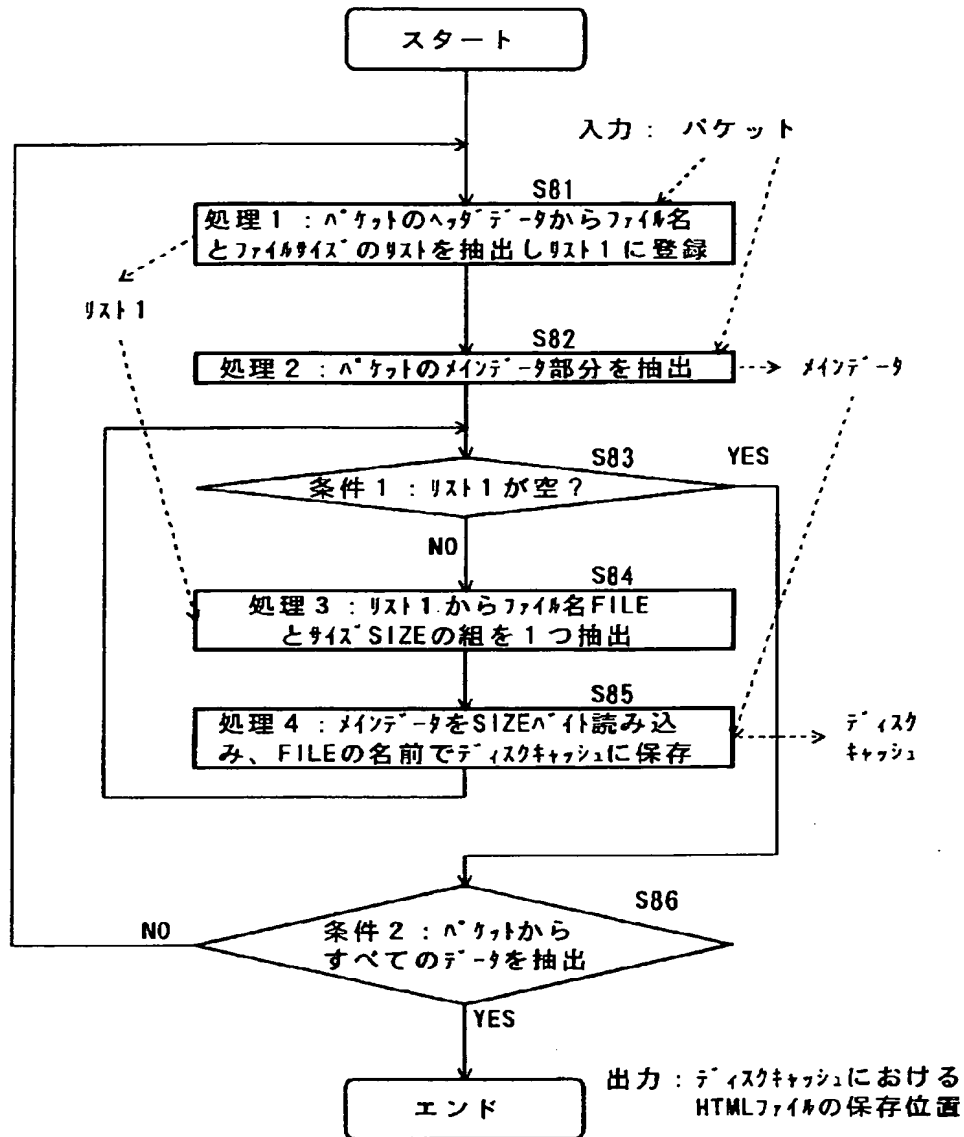 スタート
入力： パケット
S81
処理１：ﾊﾟｹｯﾄのﾍｯﾀﾞﾃﾞｰﾀからﾌｧｲﾙ名
とﾌｧｲﾙｻｲｽﾞのﾘｽﾄを抽出しﾘｽﾄ１に登録
ﾘｽﾄ１
S82
処理２：ﾊﾟｹｯﾄのﾒｲﾝﾃﾞｰﾀ部分を抽出
ﾒｲﾝﾃﾞｰﾀ
S83
YES
条件１：ﾘｽﾄ１が空？
NO
S84
処理３：ﾘｽﾄ１からﾌｧｲﾙ名FILE
とｻｲｽﾞSIZEの組を１つ抽出
S85
処理４：ﾒｲﾝﾃﾞｰﾀをSIZEﾊﾞｲﾄ読み込
み、FILEの名前でﾃﾞｨｽｸｷｬｯｼｭに保存
ﾃﾞｨｽｸ
ｷｬｯｼｭ
S86
NO
条件２：ﾊﾟｹｯﾄから
すべてのﾃﾞｰﾀを抽出
YES
エンド
出力：ﾃﾞｨｽｸｷｬｯｼｭにおける
HTMLﾌｧｲﾙの保存位置